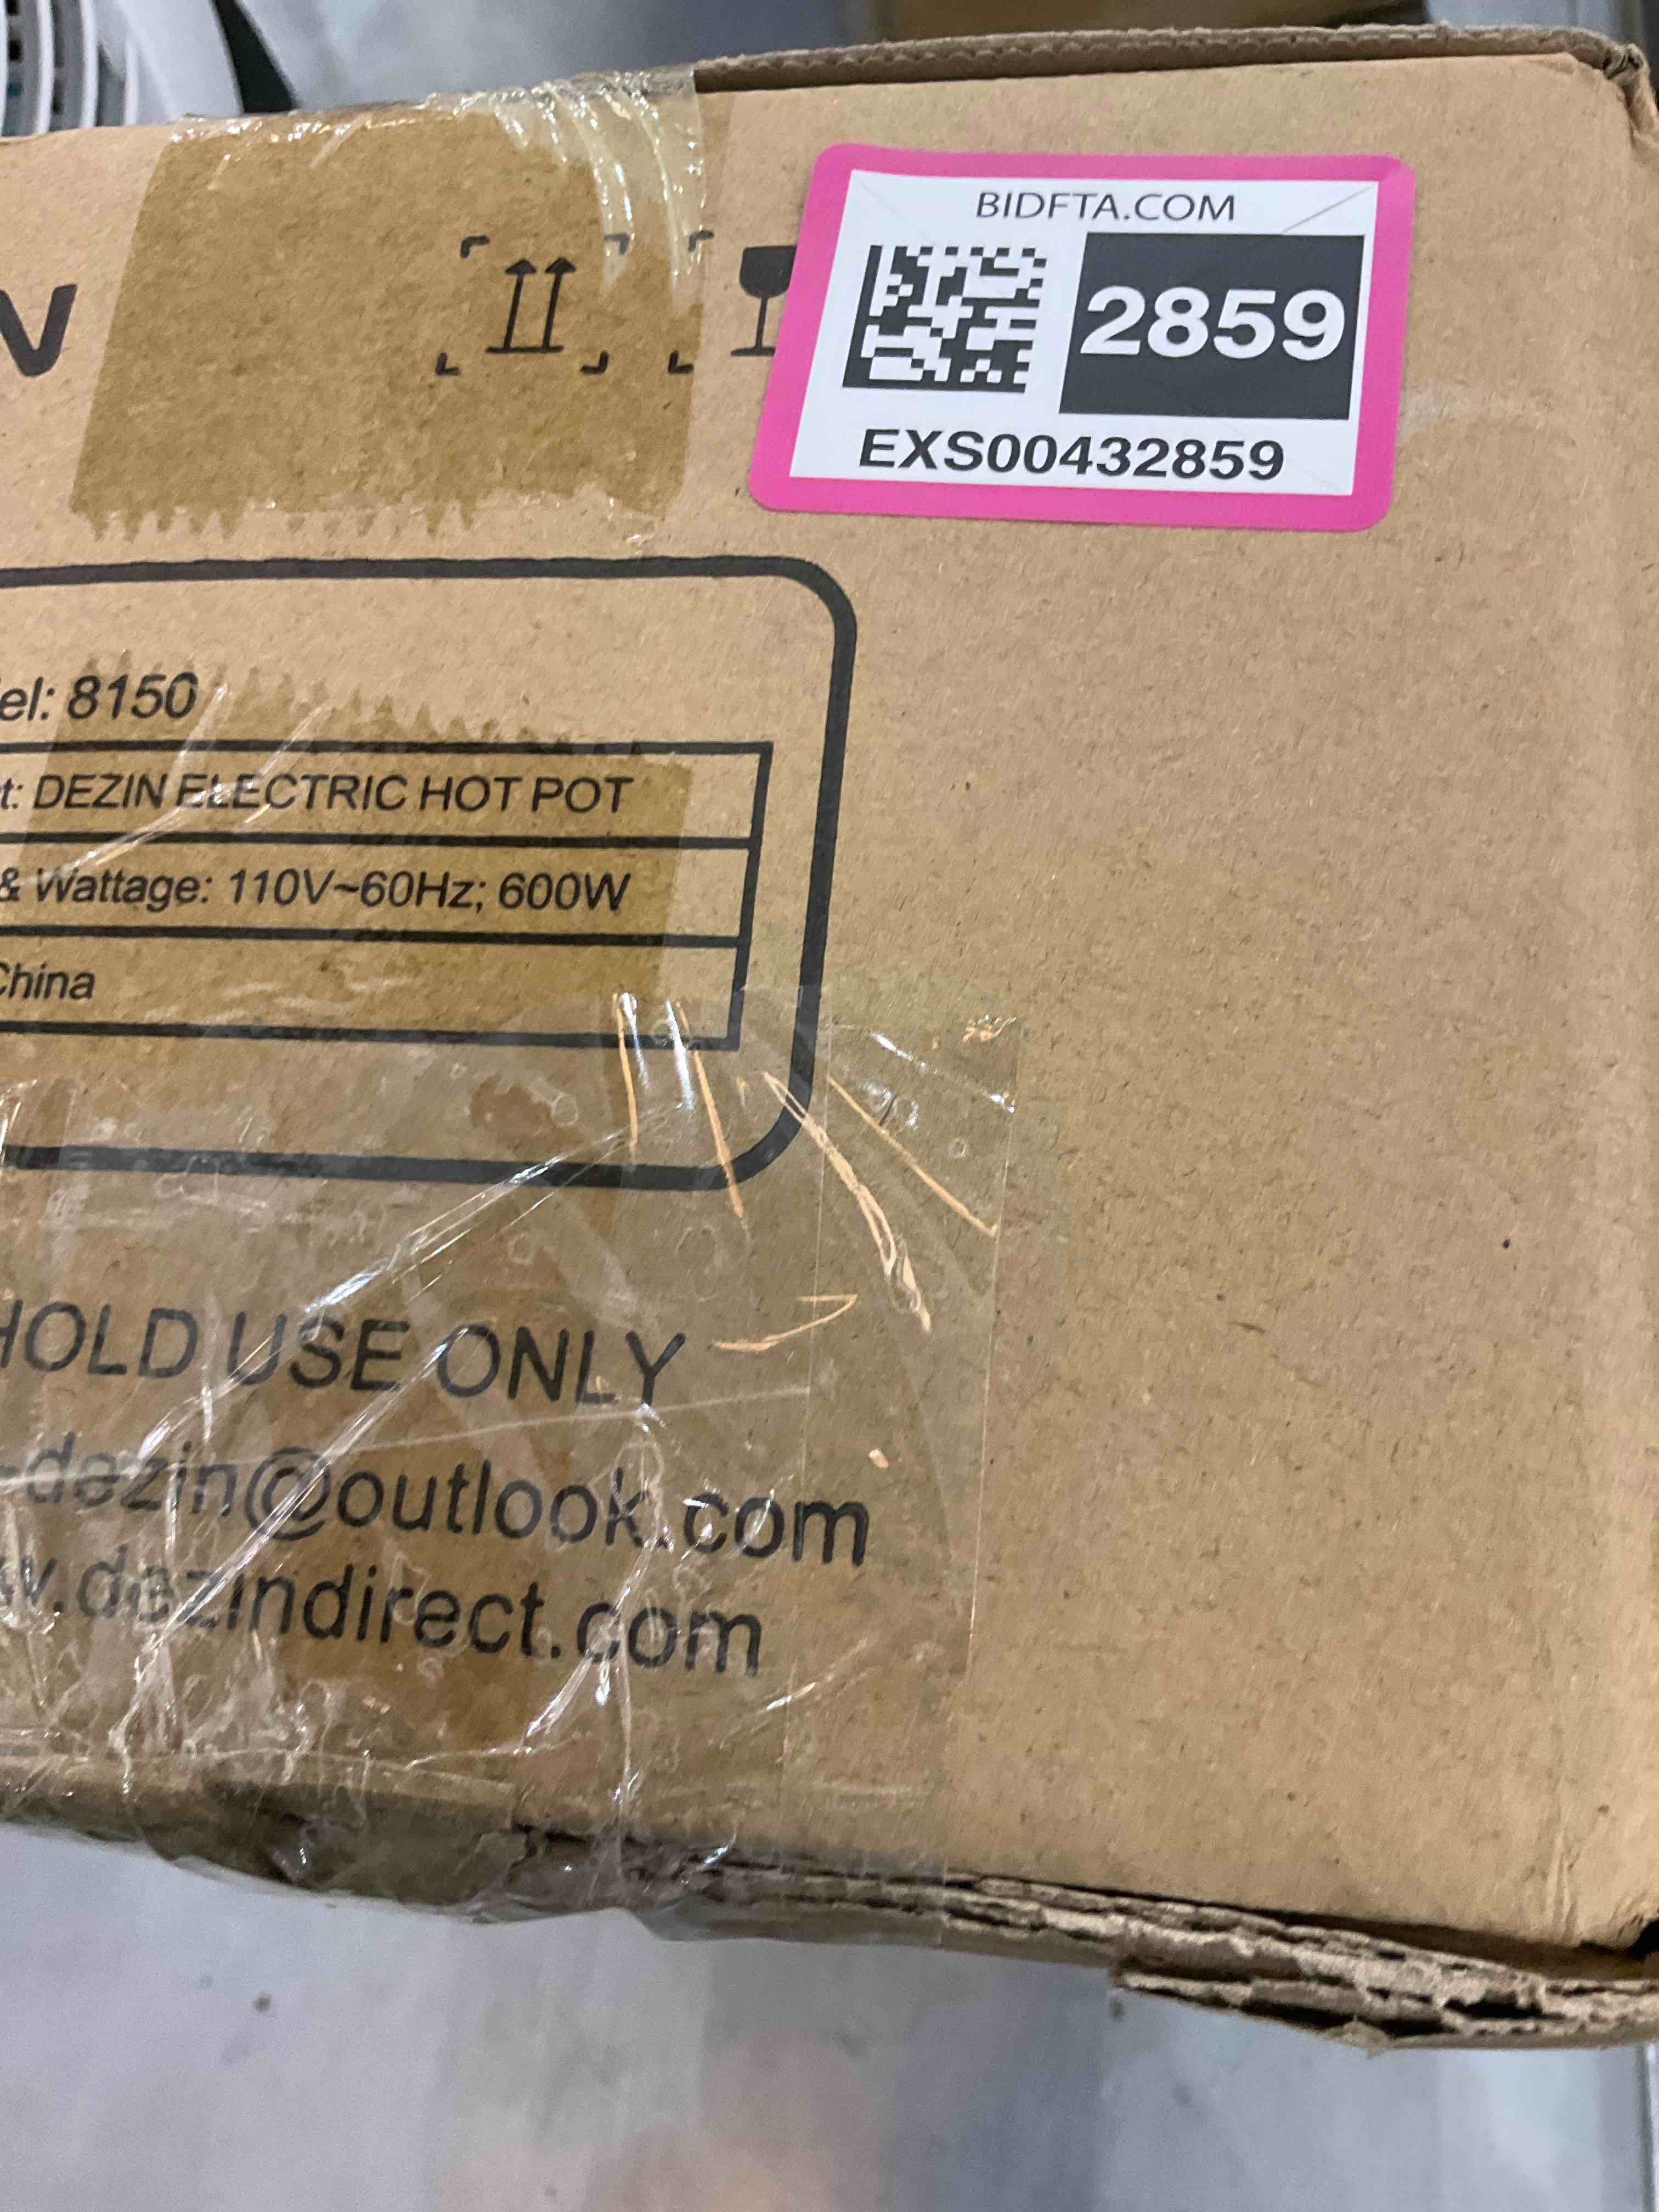 BIDFTA.COM
2859
EXS00432859
el: 8150
t: DEZIN ELECTRIC HOT POT
& Wattage: 110V~60Hz; 600W
China
HOLD USE ONLY
-dezin@outlook.com
w.dezindirect.com